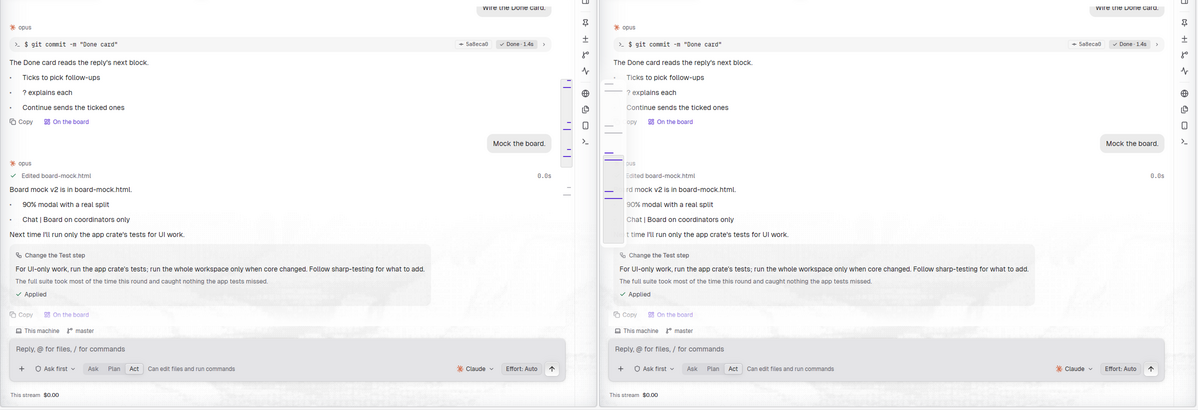 Wire the Done card.
opus
$ git commit -m "Done card"
5a8eca0
Done · 1.4s
The Done card reads the reply's next block.
• Ticks to pick follow-ups
• ? explains each
• Continue sends the ticked ones
Copy On the board
Mock the board.
opus
Edited board-mock.html
0.0s
Board mock v2 is in board-mock.html.
• 90% modal with a real split
• Chat | Board on coordinators only
Next time I'll run only the app crate's tests for UI work.
Change the Test step
For UI-only work, run the app crate's tests; run the whole workspace only when core changed. Follow sharp-testing for what to add.
The full suite took most of the time this round and caught nothing the app tests missed.
Applied
Copy On the board
This machine master
Reply, @ for files, / for commands
+ Ask first Ask Plan Act Can edit files and run commands Claude Effort: Auto
This stream $0.00
Wire the Done card.
opus
$ git commit -m "Done card"
5a8eca0
Done · 1.4s
The Done card reads the reply's next block.
Ticks to pick follow-ups
? explains each
Continue sends the ticked ones
opy On the board
Mock the board.
opus
Edited board-mock.html
0.0s
rd mock v2 is in board-mock.html.
90% modal with a real split
Chat | Board on coordinators only
t time I'll run only the app crate's tests for UI work.
Change the Test step
For UI-only work, run the app crate's tests; run the whole workspace only when core changed. Follow sharp-testing for what to add.
The full suite took most of the time this round and caught nothing the app tests missed.
Applied
Copy On the board
This machine master
Reply, @ for files, / for commands
+ Ask first Ask Plan Act Can edit files and run commands Claude Effort: Auto
This stream $0.00